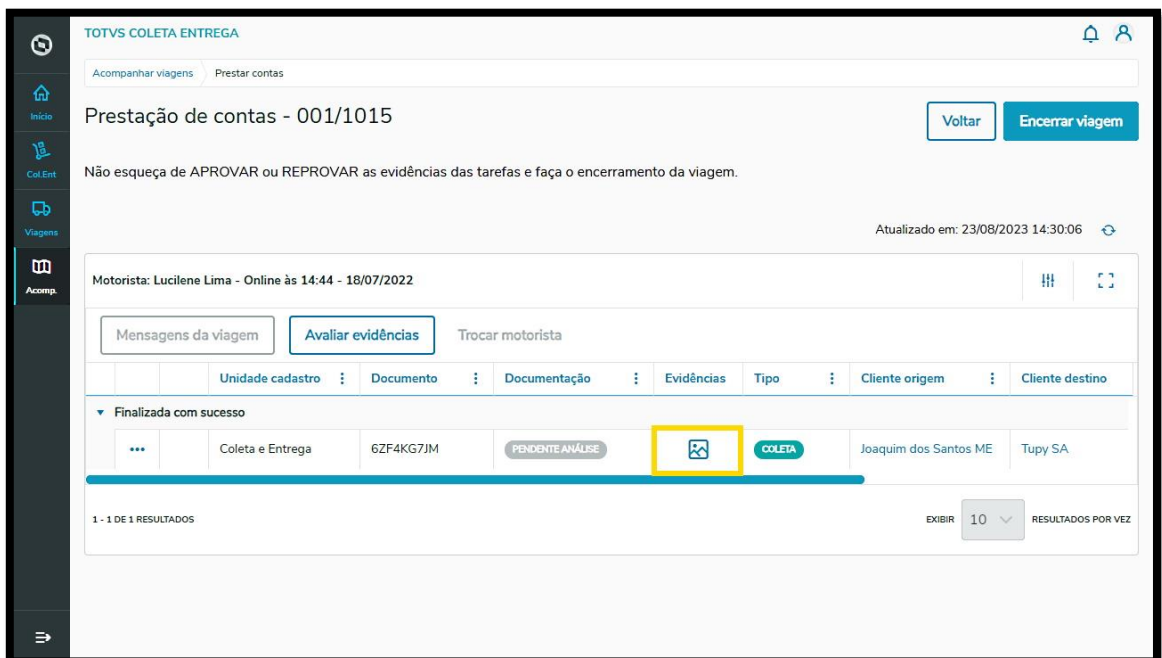 TOTVS COLETA ENTREGA
Acompanhar viagens Prestar contas
Início
Prestação de contas - 001/1015
Voltar
Encerrar viagem
Col.Ent
Não esqueça de APROVAR ou REPROVAR as evidências das tarefas e faça o encerramento da viagem.
Viagens
Atualizado em: 23/08/2023 14:30:06
Acomp.
Motorista: Lucilene Lima - Online às 14:44 - 18/07/2022
Mensagens da viagem Avaliar evidências Trocar motorista
Unidade cadastro Documento Documentação Evidências Tipo Cliente origem Cliente destino
Finalizada com sucesso
Coleta e Entrega 6ZF4KG7JM PENDENTE ANÁLISE COLETA Joaquim dos Santos ME Tupy SA
1 - 1 DE 1 RESULTADOS
EXIBIR 10 RESULTADOS POR VEZ